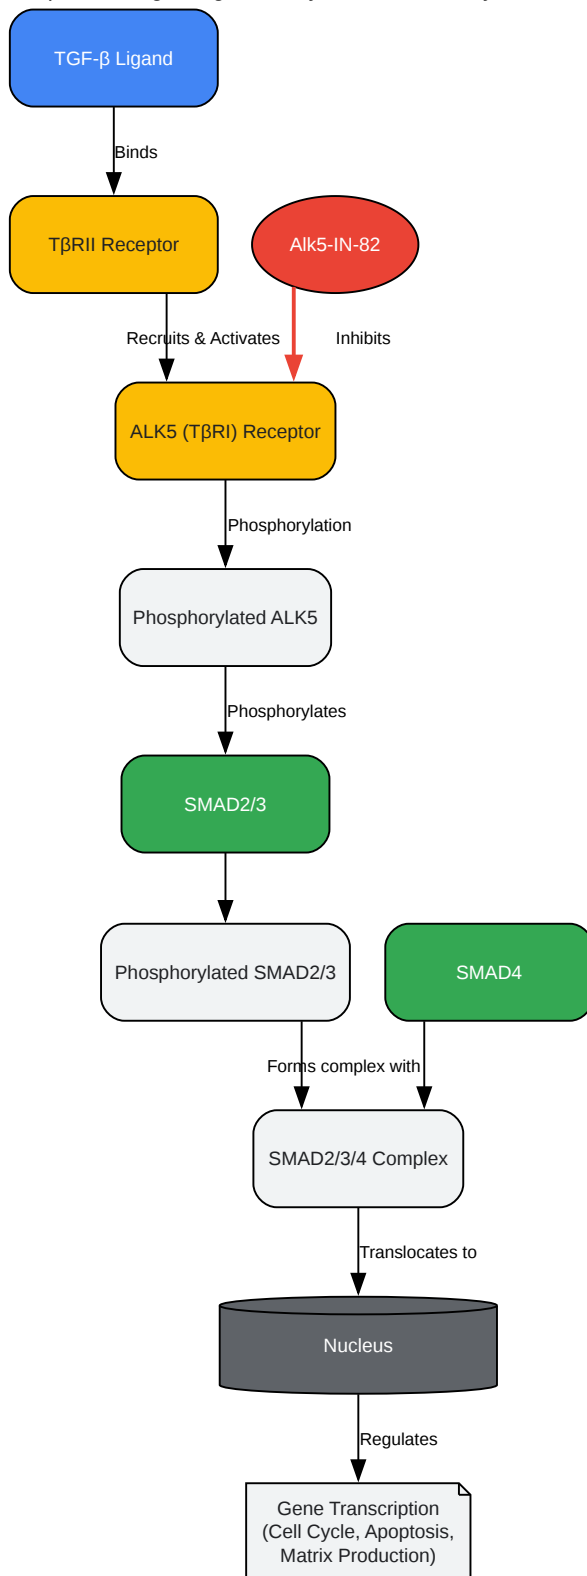 TGF-β Ligand
Binds
TβRII Receptor
Alk5-IN-82
Recruits & Activates
Inhibits
ALK5 (TβRI) Receptor
Phosphorylation
Phosphorylated ALK5
Phosphorylates
SMAD2/3
Phosphorylated SMAD2/3
SMAD4
Forms complex with
SMAD2/3/4 Complex
Translocates to
Nucleus
Regulates
Gene Transcription
(Cell Cycle, Apoptosis,
Matrix Production)